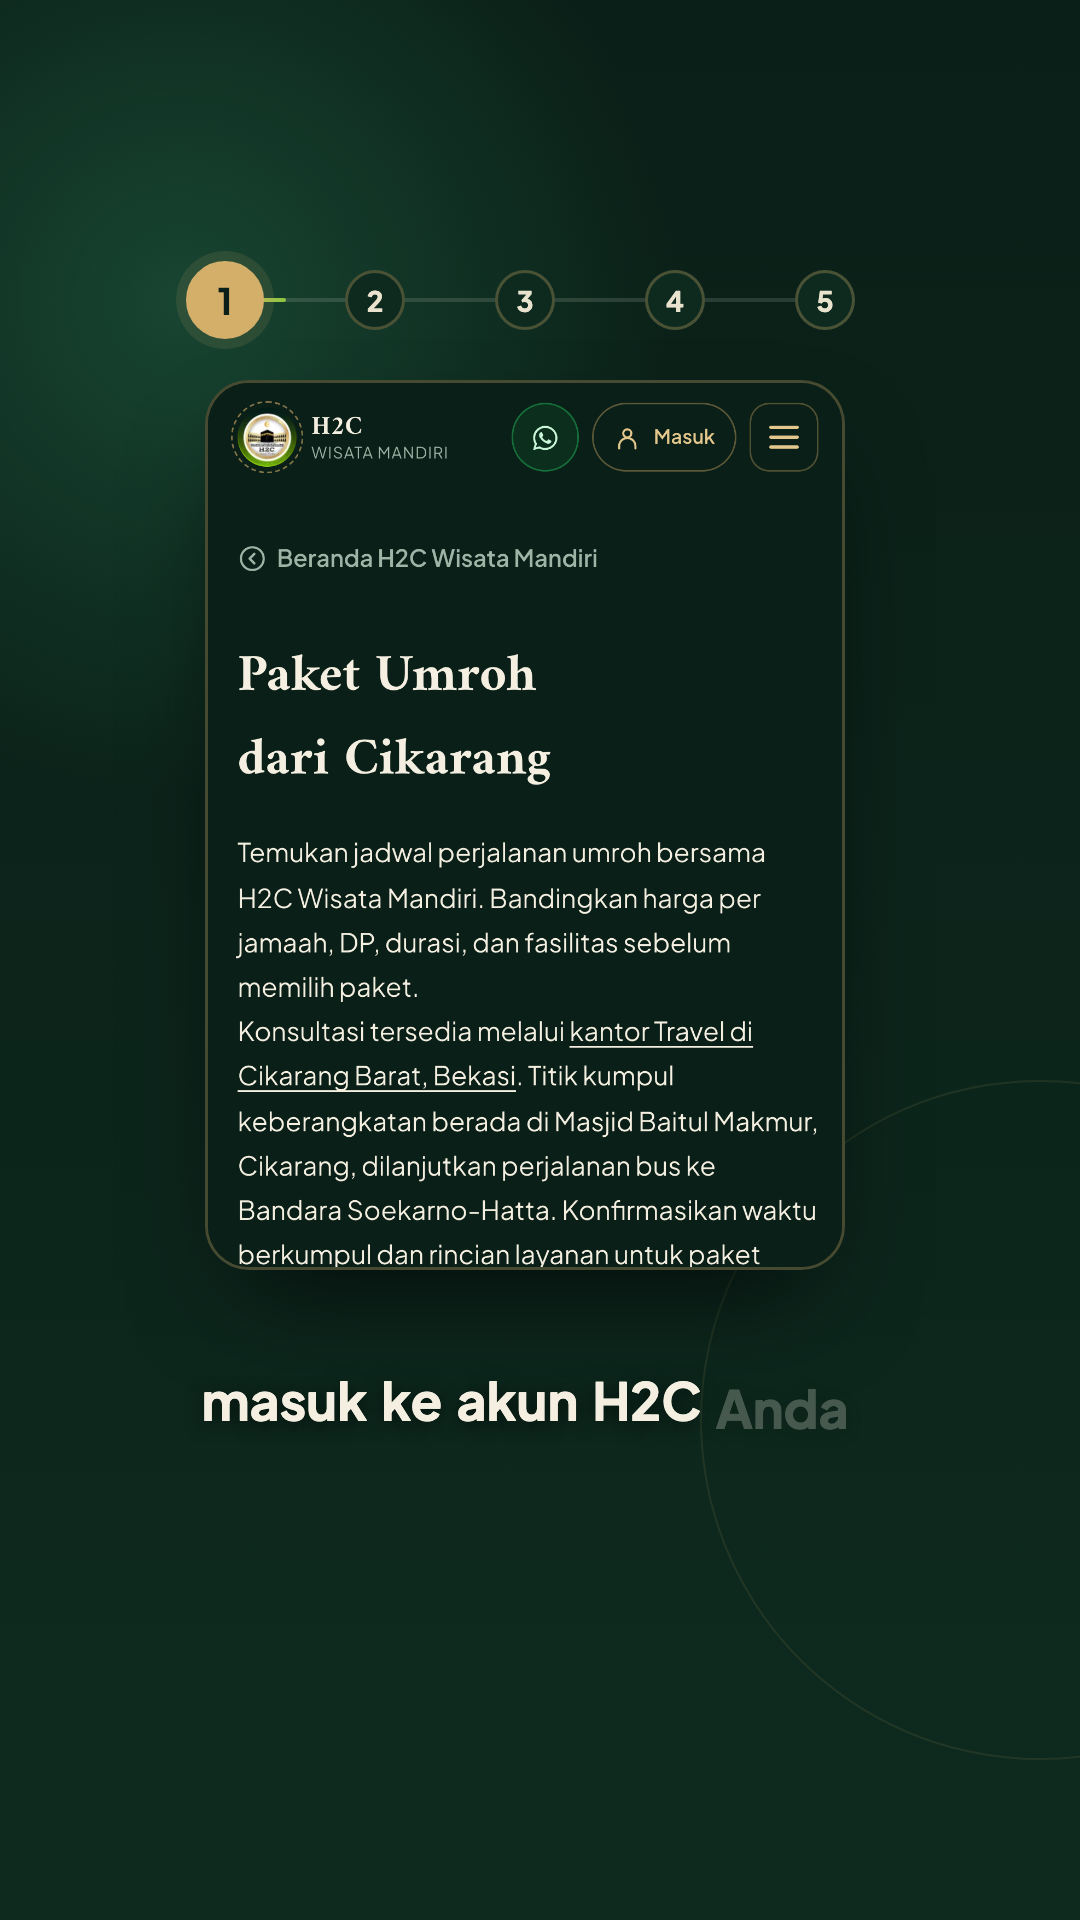 1 2 3 4 5
H2C
WISATA MANDIRI
Masuk
Beranda H2C Wisata Mandiri
Paket Umroh
dari Cikarang
Temukan jadwal perjalanan umroh bersama
H2C Wisata Mandiri. Bandingkan harga per
jamaah, DP, durasi, dan fasilitas sebelum
memilih paket.
Konsultasi tersedia melalui kantor Travel di
Cikarang Barat, Bekasi. Titik kumpul
keberangkatan berada di Masjid Baitul Makmur,
Cikarang, dilanjutkan perjalanan bus ke
Bandara Soekarno-Hatta. Konfirmasikan waktu
berkumpul dan rincian layanan untuk paket
masuk ke akun H2C Anda